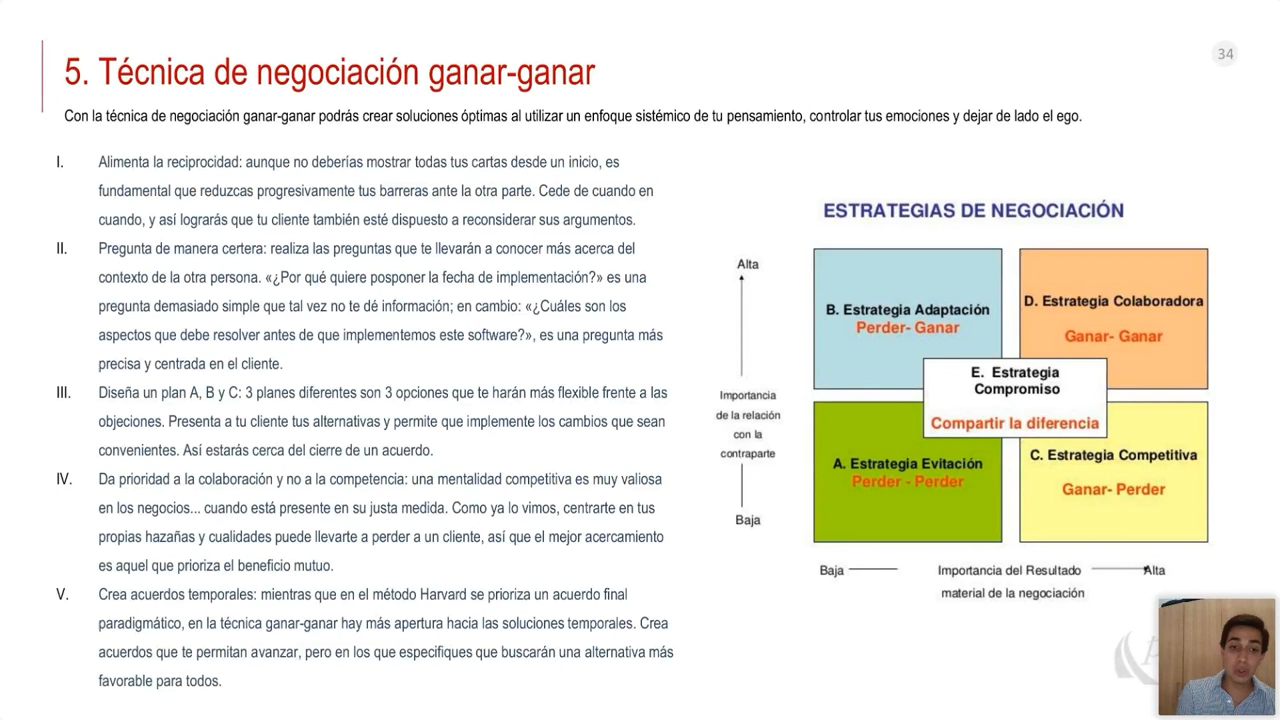 34
5. Técnica de negociación ganar-ganar
Con la técnica de negociación ganar-ganar podrás crear soluciones óptimas al utilizar un enfoque sistémico de tu pensamiento, controlar tus emociones y dejar de lado el ego.
I. Alimenta la reciprocidad: aunque no deberías mostrar todas tus cartas desde un inicio, es
fundamental que reduzcas progresivamente tus barreras ante la otra parte. Cede de cuando en
cuando, y así lograrás que tu cliente también esté dispuesto a reconsiderar sus argumentos.
II. Pregunta de manera certera: realiza las preguntas que te llevarán a conocer más acerca del
contexto de la otra persona. «¿Por qué quiere posponer la fecha de implementación?» es una
pregunta demasiado simple que tal vez no te dé información; en cambio: «¿Cuáles son los
aspectos que debe resolver antes de que implementemos este software?», es una pregunta más
precisa y centrada en el cliente.
III. Diseña un plan A, B y C: 3 planes diferentes son 3 opciones que te harán más flexible frente a las
objeciones. Presenta a tu cliente tus alternativas y permite que implemente los cambios que sean
convenientes. Así estarás cerca del cierre de un acuerdo.
IV. Da prioridad a la colaboración y no a la competencia: una mentalidad competitiva es muy valiosa
en los negocios... cuando está presente en su justa medida. Como ya lo vimos, centrarte en tus
propias hazañas y cualidades puede llevarte a perder a un cliente, así que el mejor acercamiento
es aquel que prioriza el beneficio mutuo.
V. Crea acuerdos temporales: mientras que en el método Harvard se prioriza un acuerdo final
paradigmático, en la técnica ganar-ganar hay más apertura hacia las soluciones temporales. Crea
acuerdos que te permitan avanzar, pero en los que especifiques que buscarán una alternativa más
favorable para todos.
ESTRATEGIAS DE NEGOCIACIÓN
Alta
Importancia
de la relación
con la
contraparte
Baja
B. Estrategia Adaptación
Perder- Ganar
D. Estrategia Colaboradora
Ganar- Ganar
E. Estrategia
Compromiso
Compartir la diferencia
A. Estrategia Evitación
Perder - Perder
C. Estrategia Competitiva
Ganar- Perder
Baja Importancia del Resultado Alta
material de la negociación